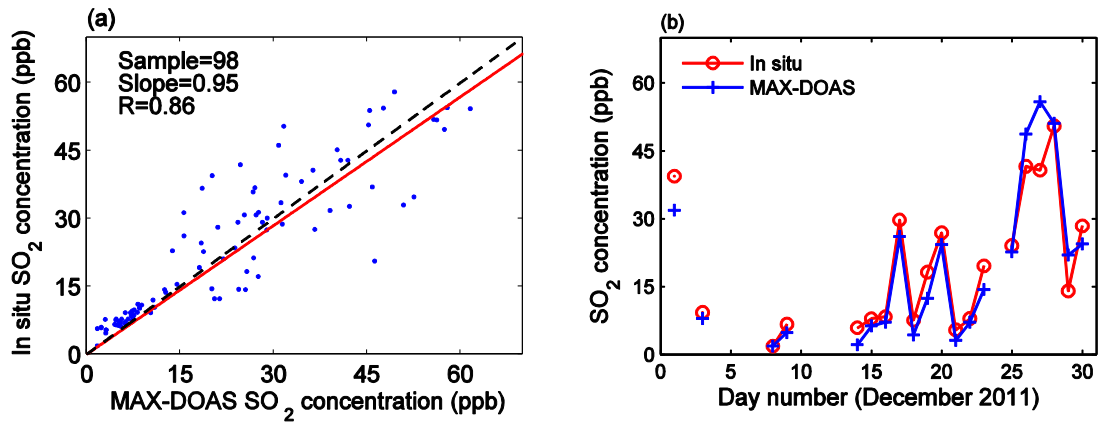 (a)
Sample=98
Slope=0.95
R=0.86
60
45
30
15
0
0 15 30 45 60
In situ SO2 concentration (ppb)
MAX-DOAS SO2 concentration (ppb)
(b)
In situ
MAX-DOAS
60
45
30
15
0
0 5 10 15 20 25 30
SO2 concentration (ppb)
Day number (December 2011)